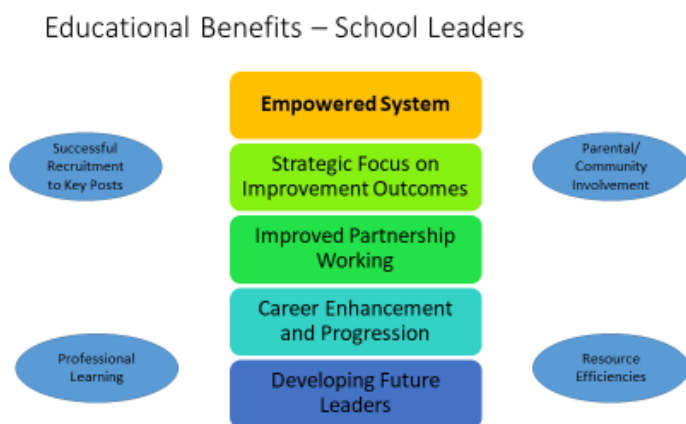 Educational Benefits – School Leaders
Empowered System
Successful
Recruitment
to Key Posts
Strategic Focus on
Improvement Outcomes
Parental/
Community
Involvement
Improved Partnership
Working
Career Enhancement
and Progression
Professional
Learning
Developing Future
Leaders
Resource
Efficiencies